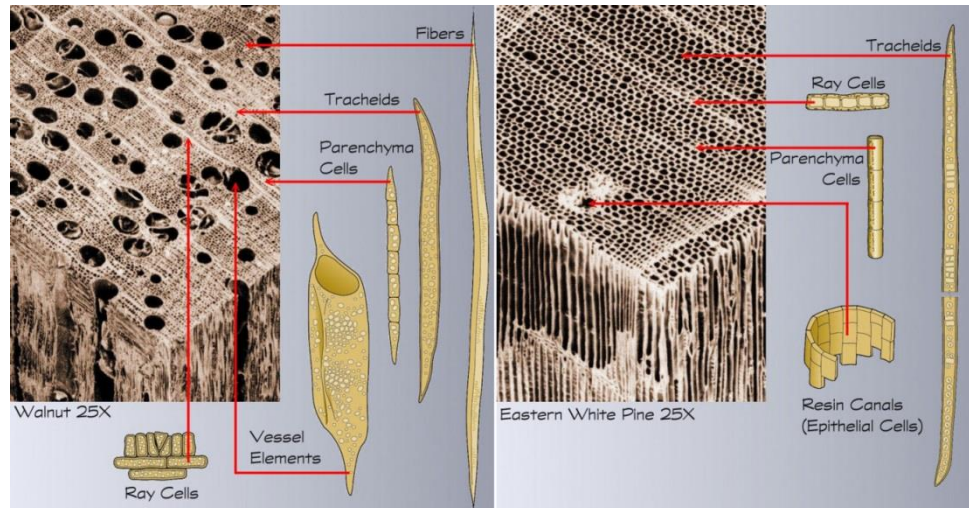 Fibers
Tracheids
Parenchyma
Cells
Walnut 25X
Vessel
Elements
Ray Cells
Tracheids
Ray Cells
Parenchyma
Cells
Eastern White Pine 25X
Resin Canals
(Epithelial Cells)